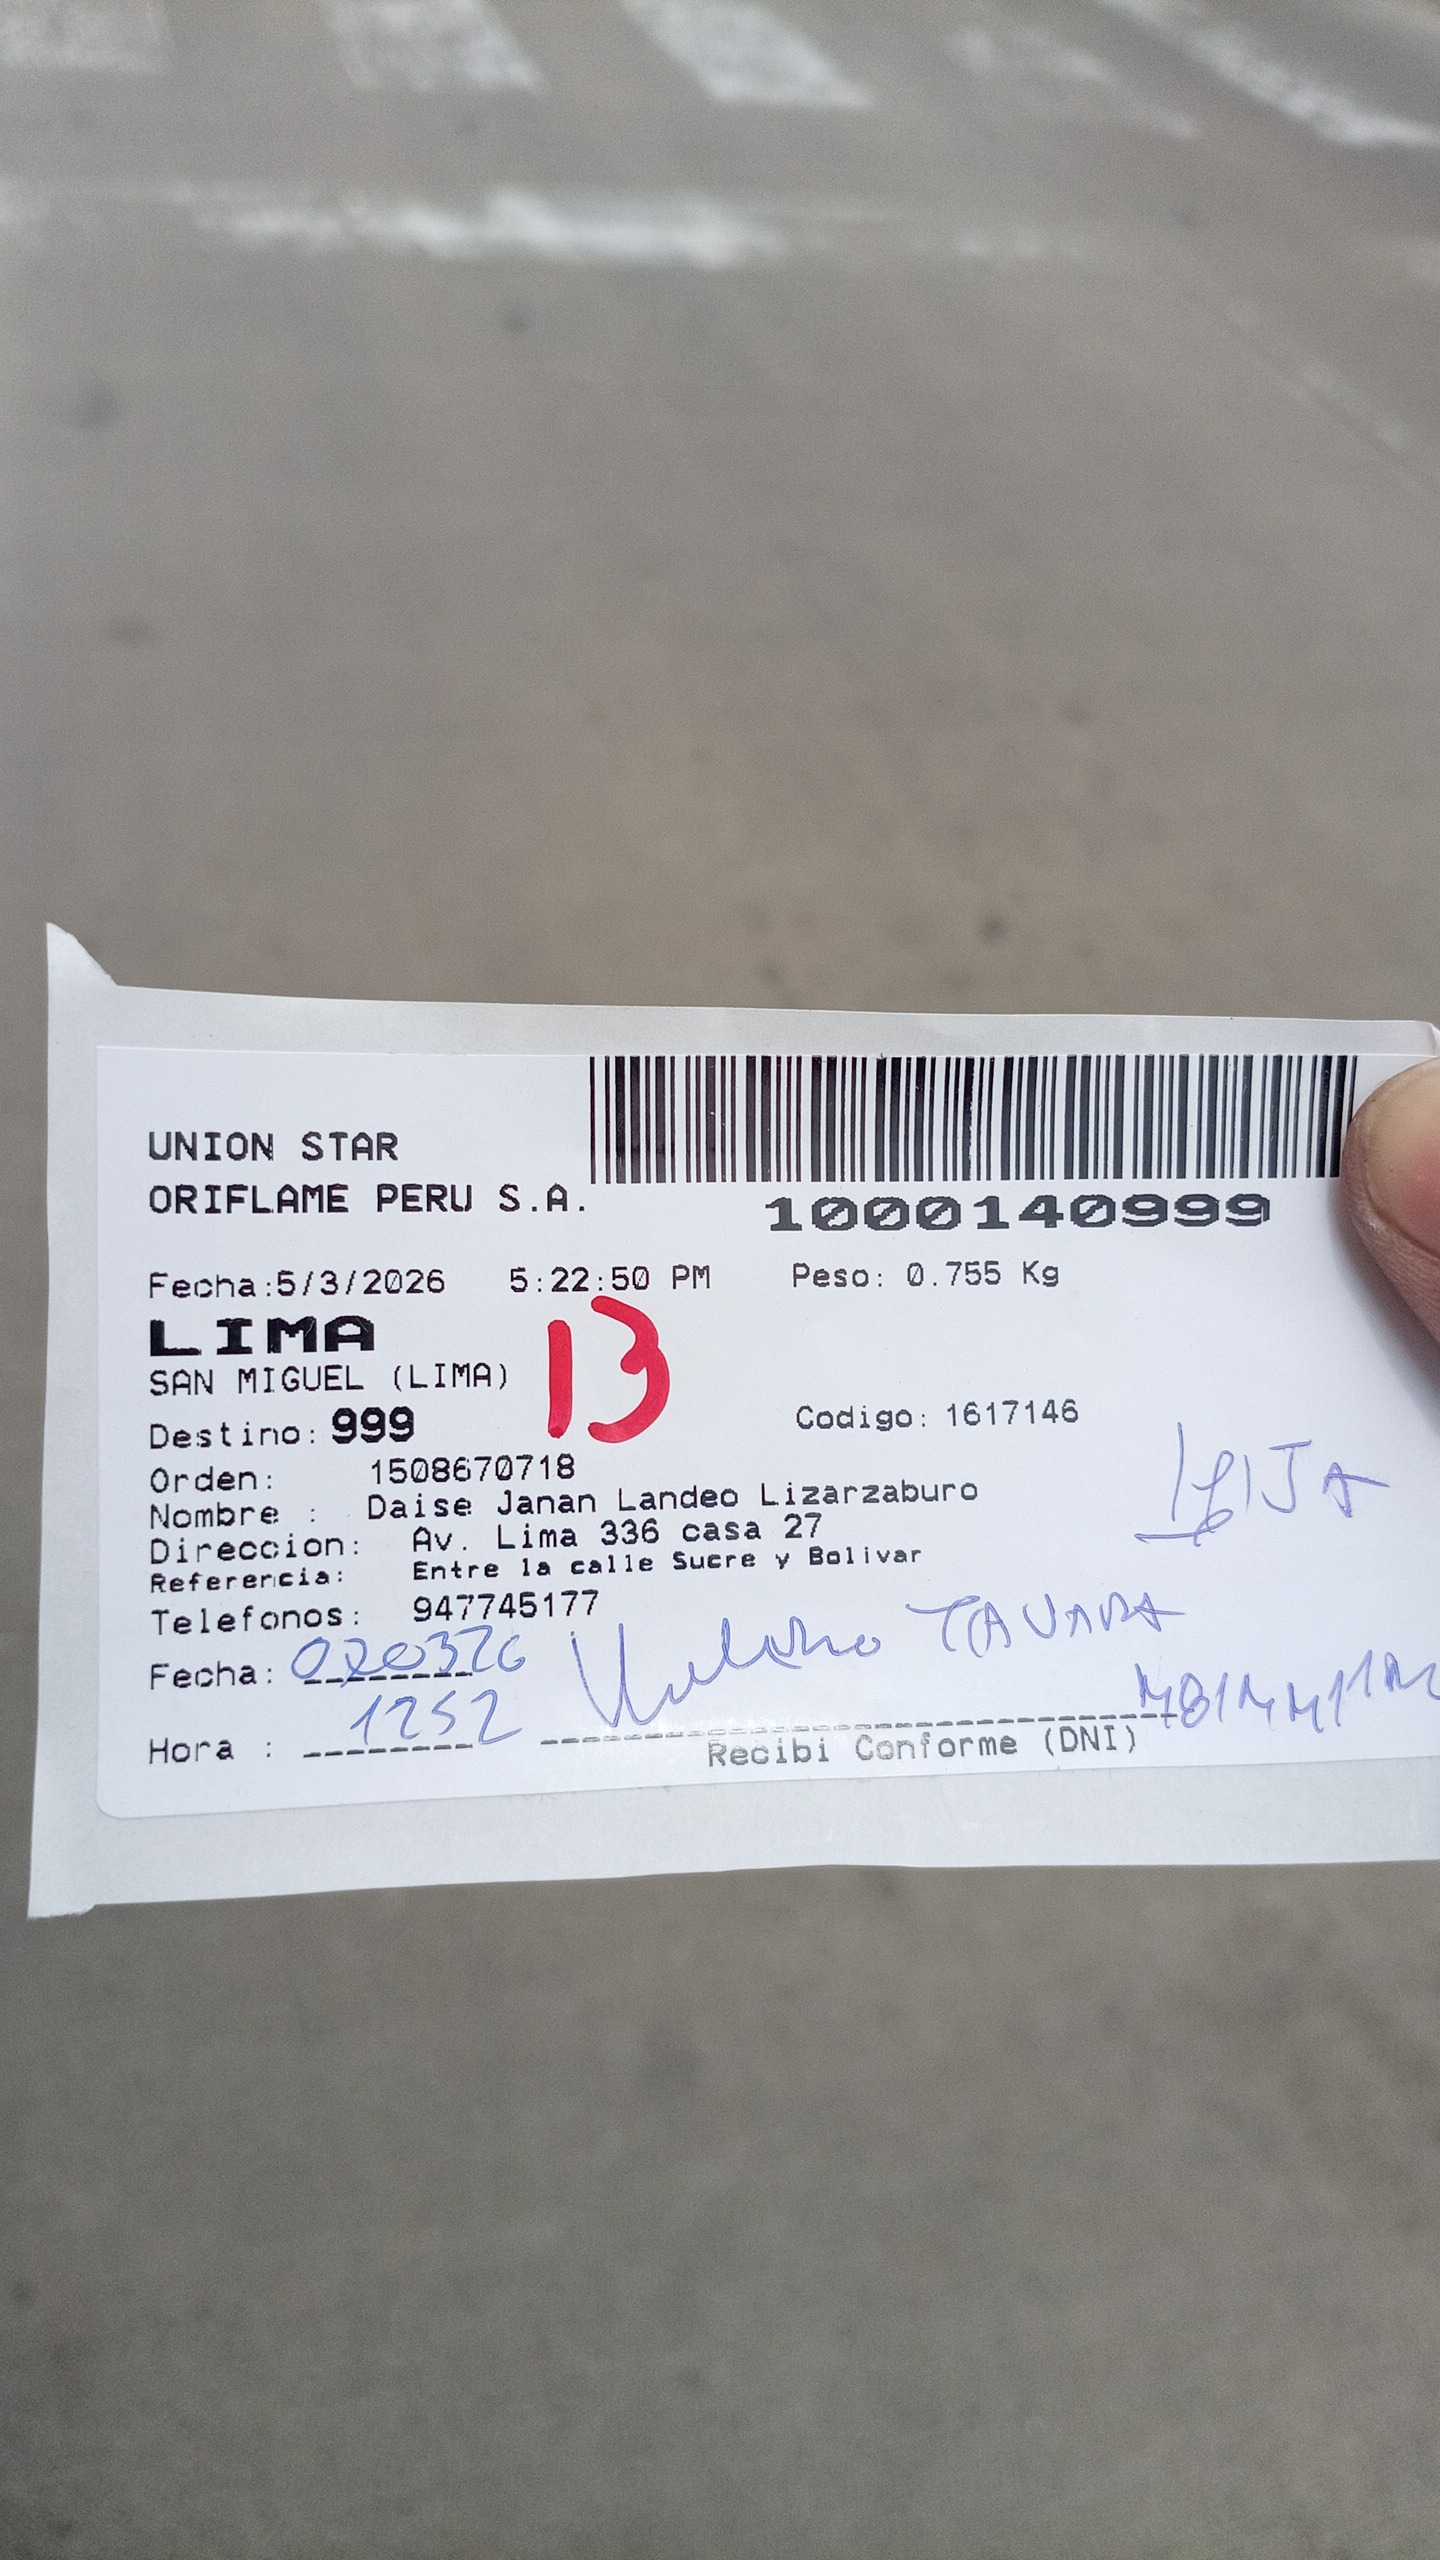 UNION STAR
ORIFLAME PERU S.A.
1000140999
Fecha:5/3/2026 5:22:50 PM Peso: 0.755 Kg
LIMA
SAN MIGUEL (LIMA) 13
Destino: 999 Codigo: 1617146
Orden: 1508670718
Nombre : Daise Janan Landeo Lizarzaburo
Direccion: Av. Lima 336 casa 27
Referencia: Entre la calle Sucre y Bolivar
Telefonos: 947745177
TAVARA
Fecha:
Hora : 1252
Recibi Conforme (DNI)